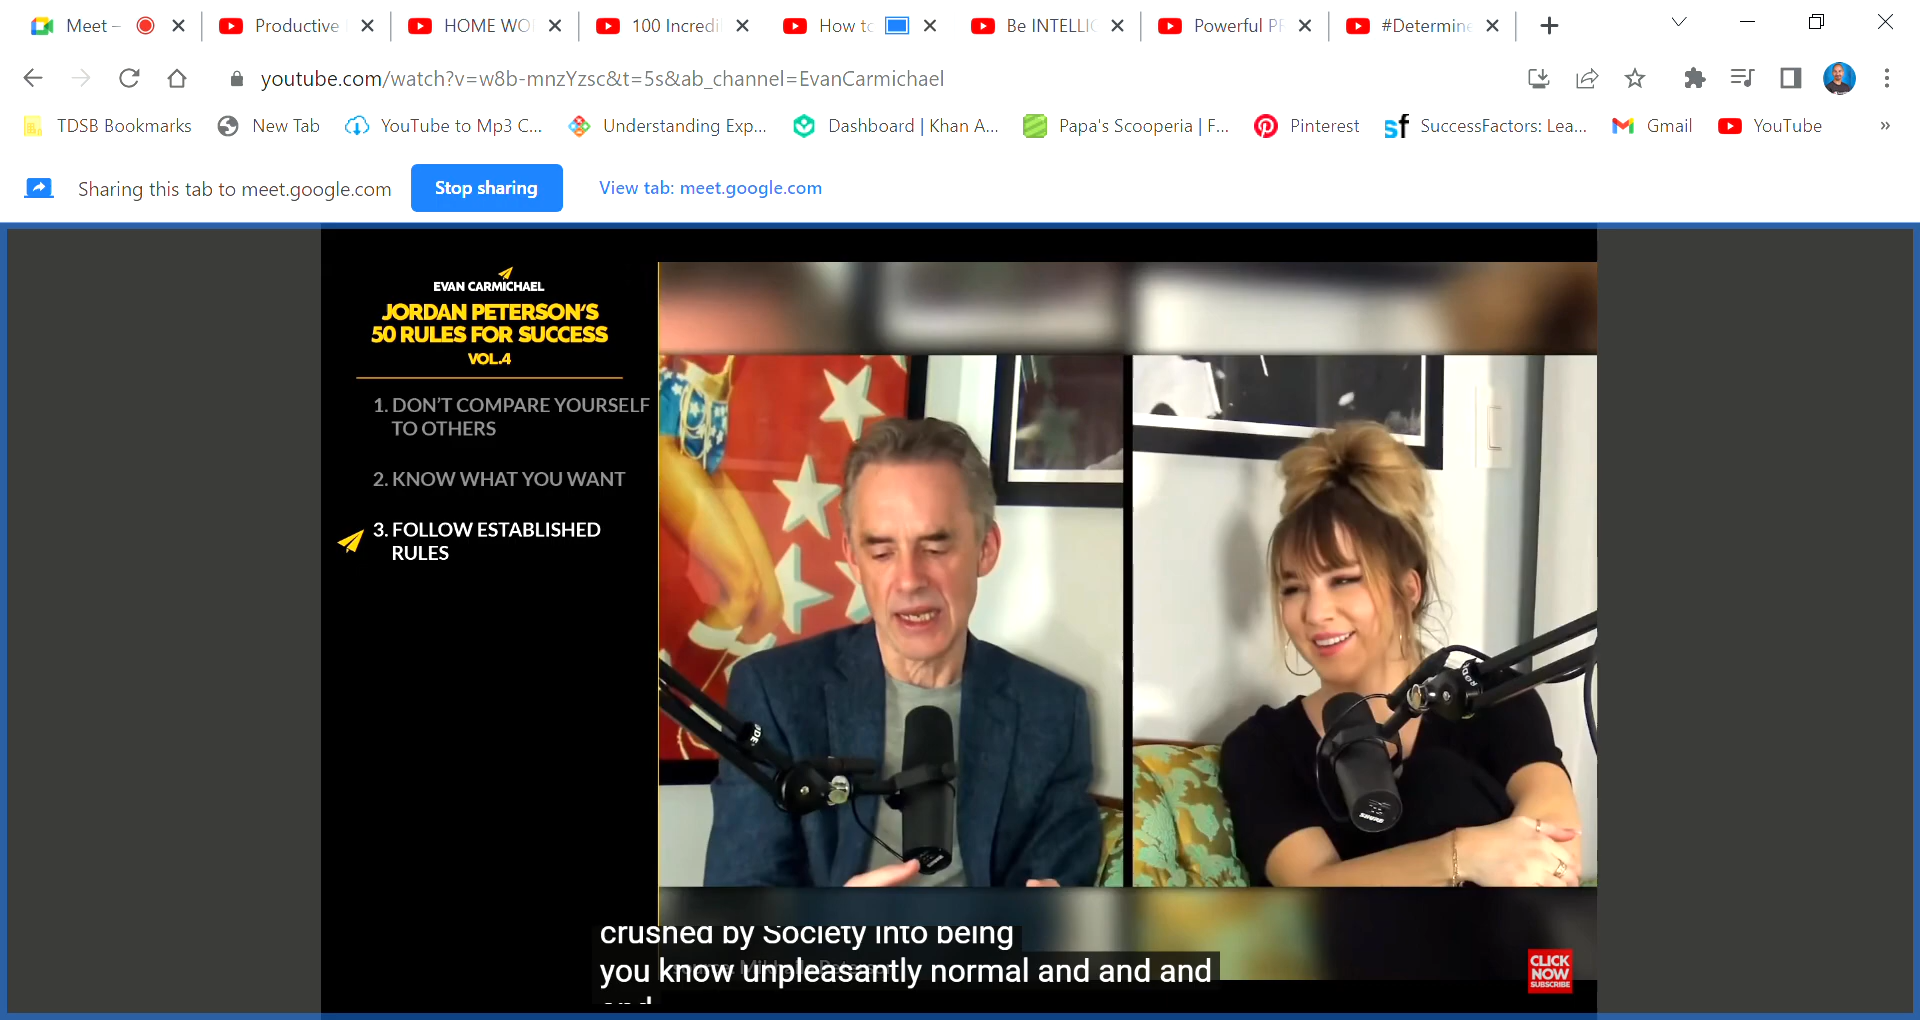 Meet –
Productive
HOME WO
100 Incredi
How to
Be INTELLIC
Powerful PF
#Determine
youtube.com/watch?v=w8b-mnzYzsc&t=5s&ab_channel=EvanCarmichael
TDSB Bookmarks
New Tab
YouTube to Mp3 C...
Understanding Exp...
Dashboard | Khan A...
Papa's Scooperia | F...
Pinterest
SuccessFactors: Lea...
Gmail
YouTube
Sharing this tab to meet.google.com
Stop sharing
View tab: meet.google.com
EVAN CARMICHAEL
JORDAN PETERSON'S
50 RULES FOR SUCCESS
VOL.4
1. DON'T COMPARE YOURSELF
TO OTHERS
2. KNOW WHAT YOU WANT
3. FOLLOW ESTABLISHED
RULES
crushed by Society into being
you know unpleasantly normal and and and
and
CLICK
NOW
SUBSCRIBE